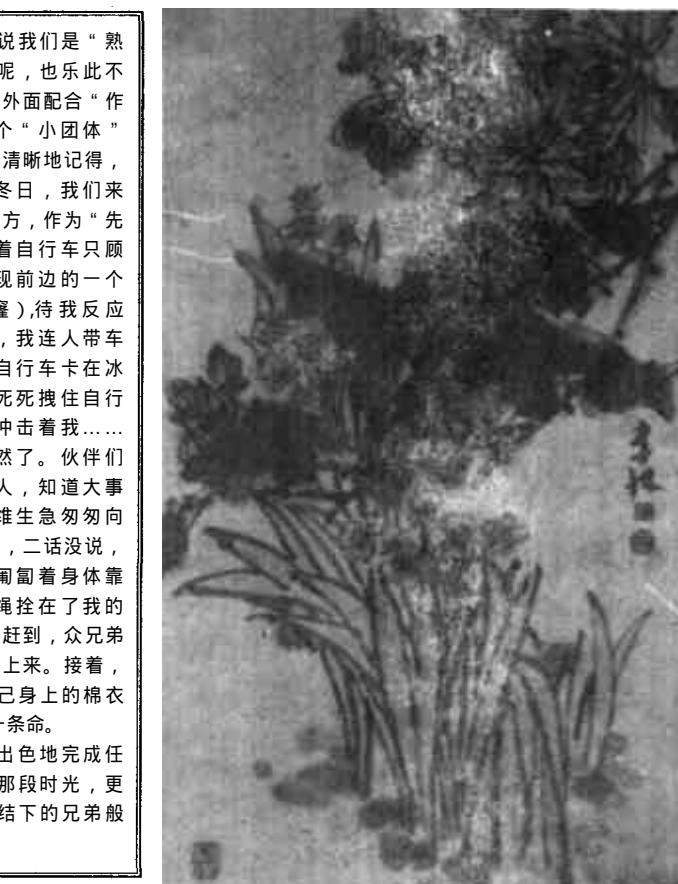 说我们是“熟
呢，也乐此不
外面配合“作
个“小团体”
清晰地记得，
冬日，我们来
方，作为“先
着自行车只顾
现前边的一个
窿),待我反应
，我连人带车
自行车卡在冰
死死拽住自行
冲击着我……
然了。伙伴们
人，知道大事
维生急匆匆向
，二话没说，
匍匐着身体靠
绳拴在了我的
赶到，众兄弟
上来。接着，
己身上的棉衣
一条命。
出色地完成任
那段时光，更
结下的兄弟般